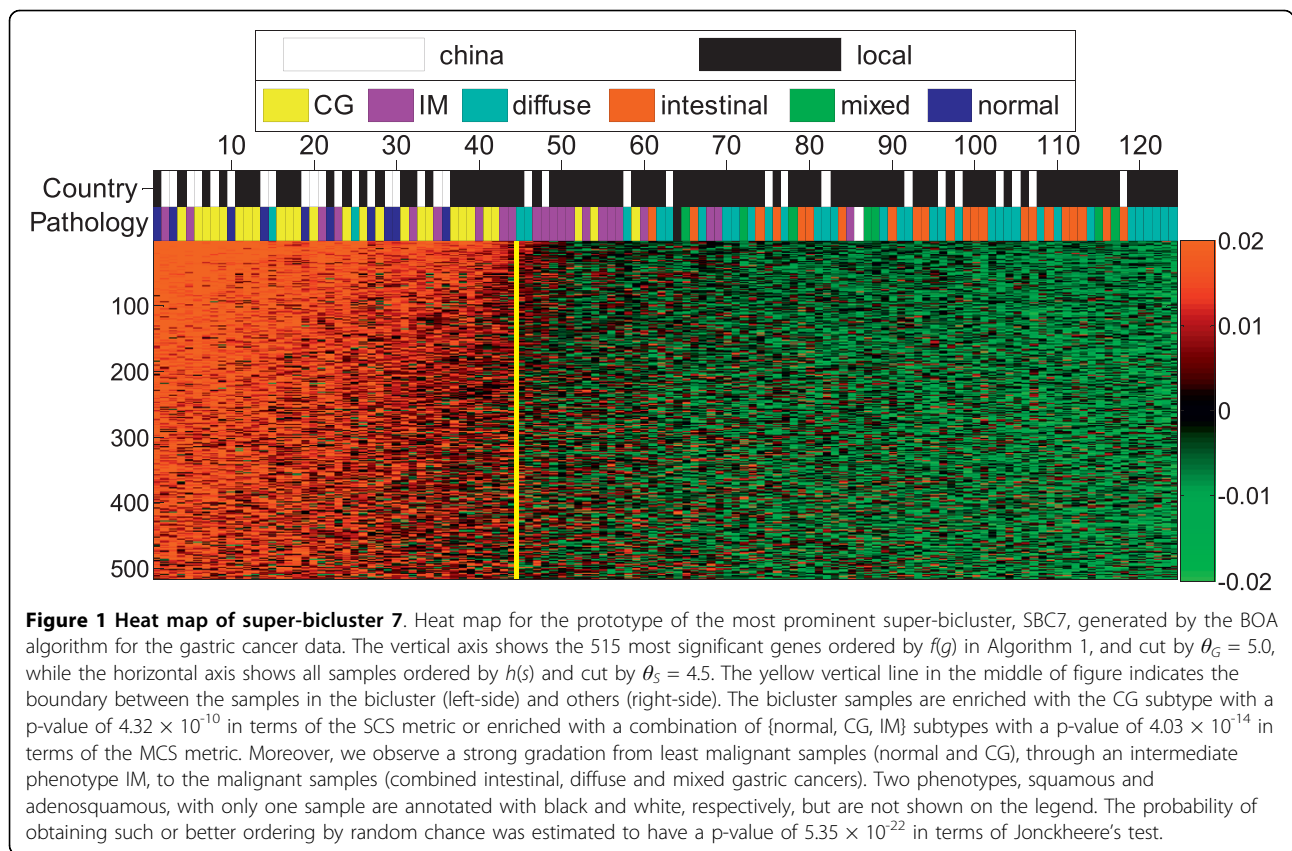 china local
CG IM diffuse intestinal mixed normal
10 20 30 40 50 60 70 80 90 100 110 120
Country
Pathology
0.02
100
0.01
200
0
300
400
-0.01
500
-0.02
Figure 1 Heat map of super-bicluster 7. Heat map for the prototype of the most prominent super-bicluster, SBC7, generated by the BOA
algorithm for the gastric cancer data. The vertical axis shows the 515 most significant genes ordered by f(g) in Algorithm 1, and cut by θG = 5.0,
while the horizontal axis shows all samples ordered by h(s) and cut by θS = 4.5. The yellow vertical line in the middle of figure indicates the
boundary between the samples in the bicluster (left-side) and others (right-side). The bicluster samples are enriched with the CG subtype with a
p-value of 4.32 × 10-10 in terms of the SCS metric or enriched with a combination of {normal, CG, IM} subtypes with a p-value of 4.03 × 10-14 in
terms of the MCS metric. Moreover, we observe a strong gradation from least malignant samples (normal and CG), through an intermediate
phenotype IM, to the malignant samples (combined intestinal, diffuse and mixed gastric cancers). Two phenotypes, squamous and
adenosquamous, with only one sample are annotated with black and white, respectively, but are not shown on the legend. The probability of
obtaining such or better ordering by random chance was estimated to have a p-value of 5.35 × 10-22 in terms of Jonckheere's test.